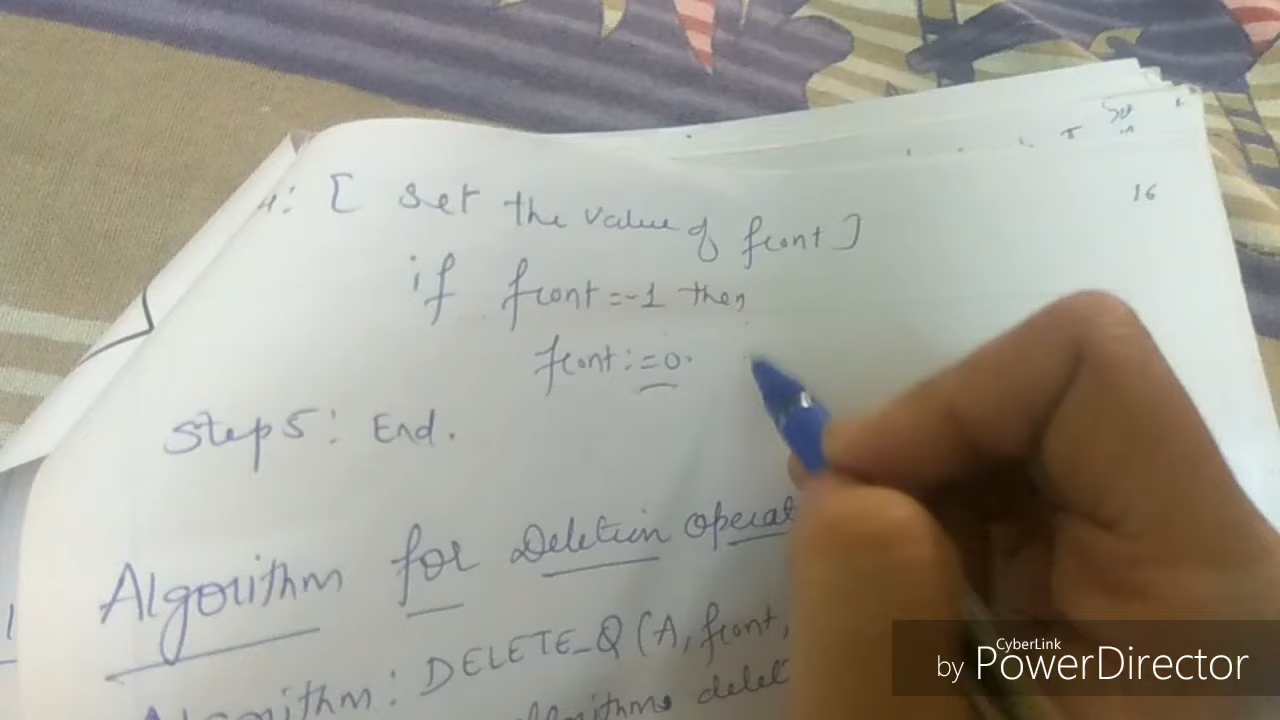 16
4: [ Set the value of front ]
if front = -1 then
front := 0.
Step 5: End.
Algorithm for Deletion
Algorithm: DELETE_Q (A, front,
CyberLink
by PowerDirector